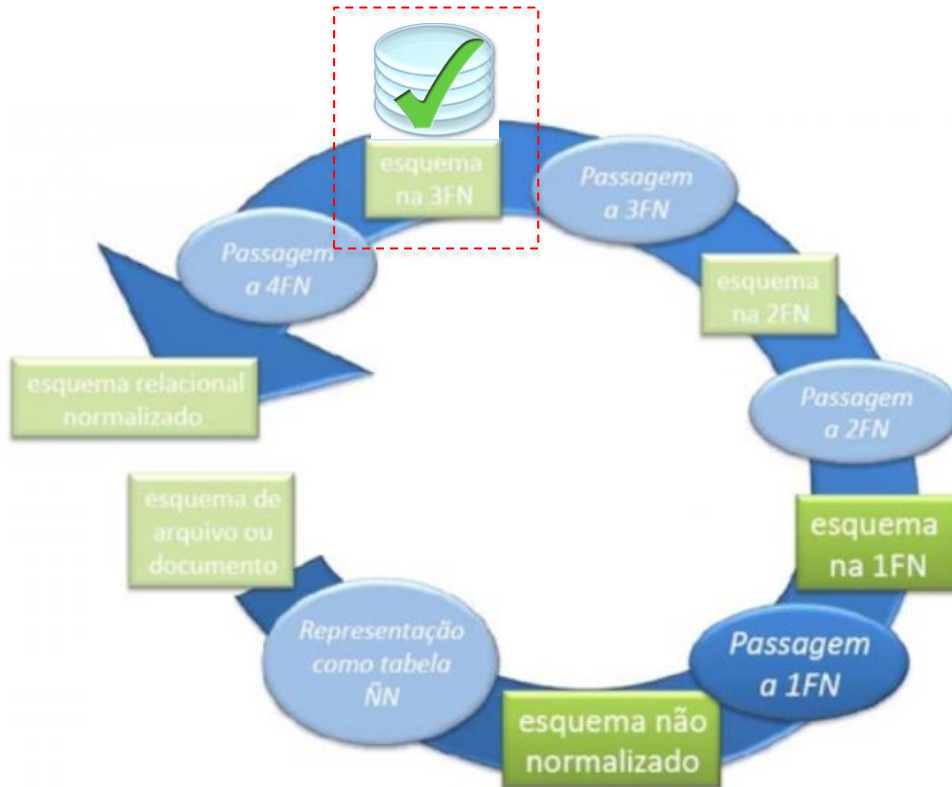 esquema
na 3FN
Passagem
a 3FN
Passagem
a 4FN
esquema
na 2FN
esquema relacional
normalizado
Passagem
a 2FN
esquema de
arquivo ou
documento
esquema
na 1FN
Representação
como tabela
ÑN
Passagem
a 1FN
esquema não
normalizado